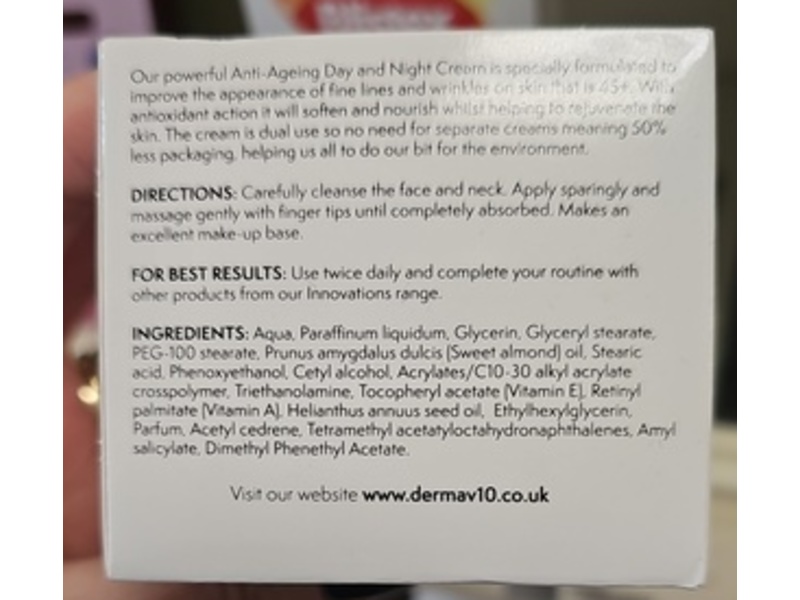 Our powerful Anti-Ageing Day and Night Cream is specially formulated to
improve the appearance of fine lines and wrinkles on skin that is 45+. With
antioxidant action it will soften and nourish whilst helping to rejuvenate the
skin. The cream is dual use so no need for separate creams meaning 50%
less packaging, helping us all to do our bit for the environment.
DIRECTIONS: Carefully cleanse the face and neck. Apply sparingly and
massage gently with finger tips until completely absorbed. Makes an
excellent make-up base.
FOR BEST RESULTS: Use twice daily and complete your routine with
other products from our Innovations range.
INGREDIENTS: Aqua, Paraffinum liquidum, Glycerin, Glyceryl stearate,
PEG-100 stearate, Prunus amygdalus dulcis (Sweet almond) oil, Stearic
acid, Phenoxyethanol, Cetyl alcohol, Acrylates/C10-30 alkyl acrylate
crosspolymer, Triethanolamine, Tocopheryl acetate (Vitamin E), Retinyl
palmitate (Vitamin A), Helianthus annuus seed oil, Ethylhexylglycerin,
Parfum, Acetyl cedrene, Tetramethyl acetatyloctahydronaphthalenes, Amyl
salicylate, Dimethyl Phenethyl Acetate.
Visit our website www.dermav10.co.uk